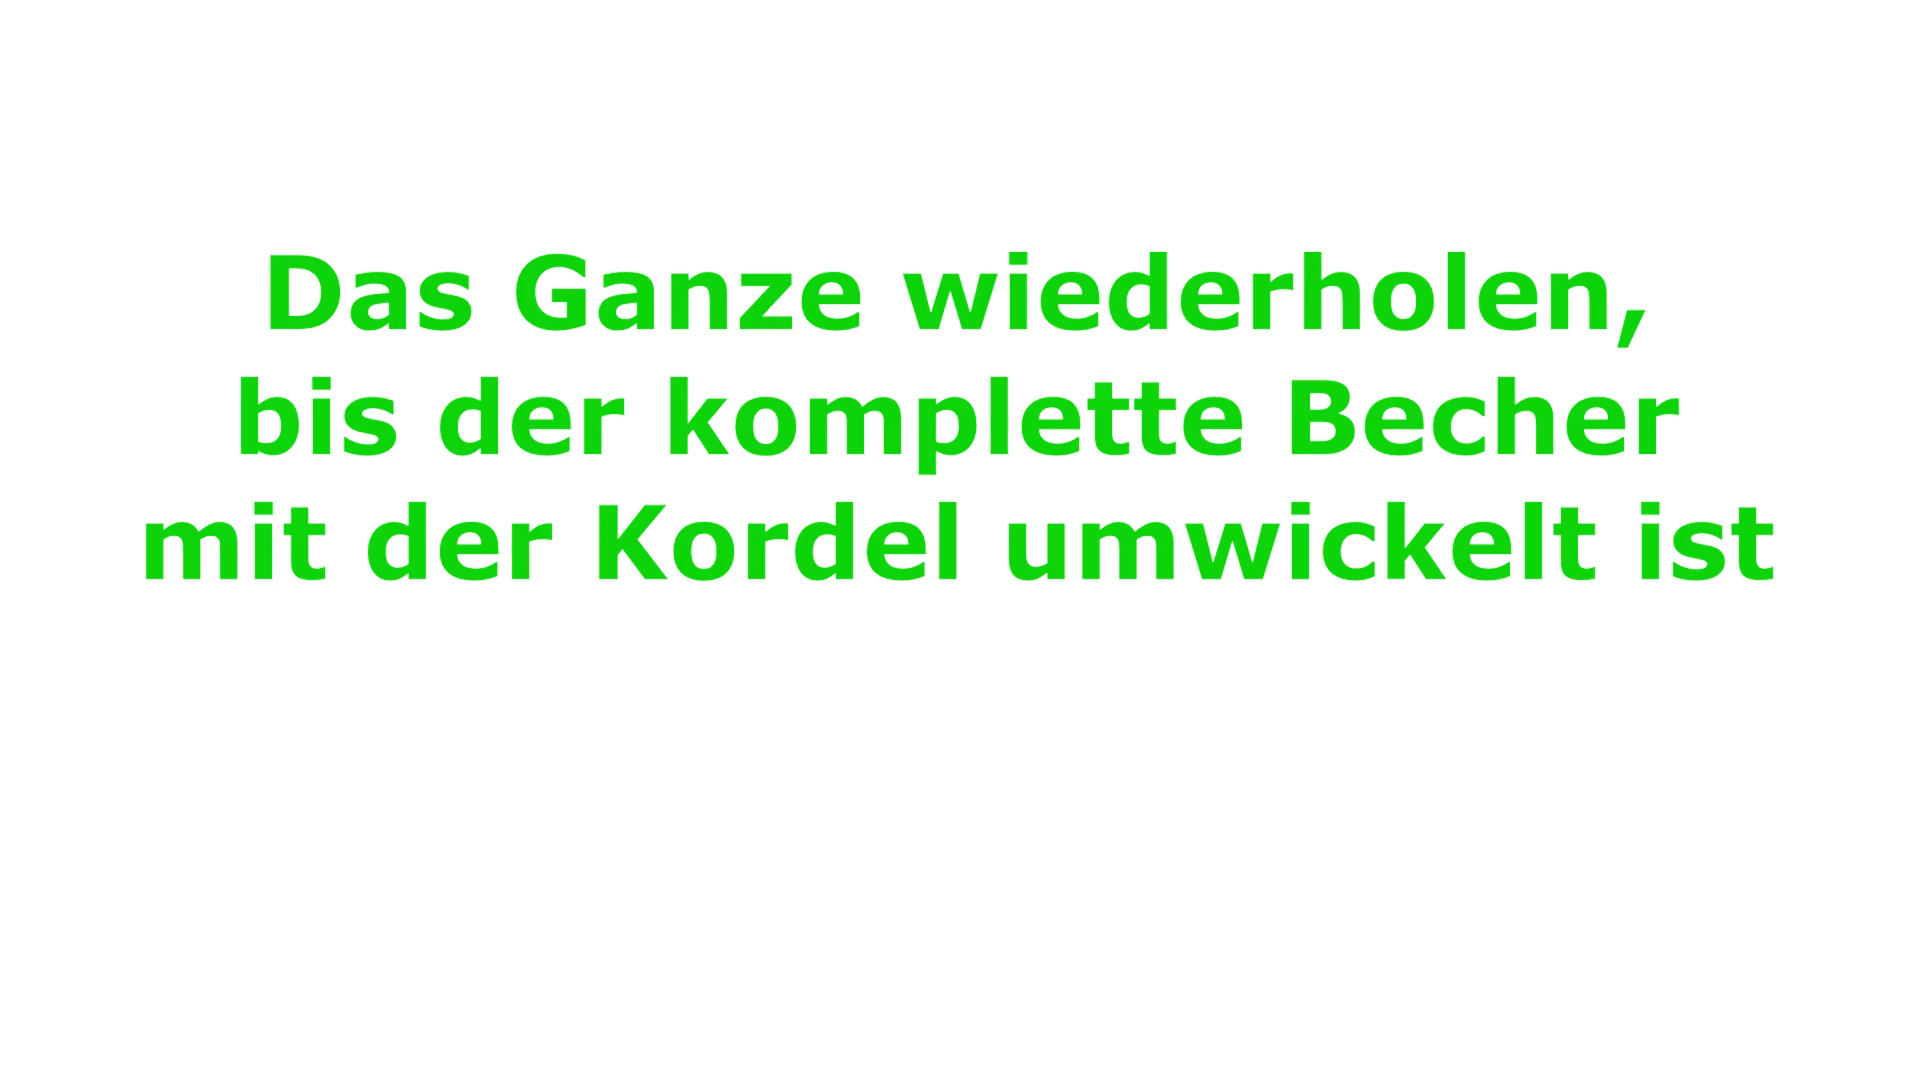 Das Ganze wiederholen,
bis der komplette Becher
mit der Kordel umwickelt ist